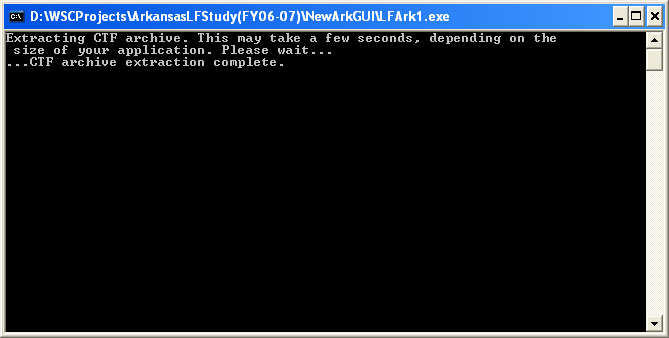 D:\WSCProjects\ArkansasLFStudy(FY06-07)\NewArkGUI\LFArk1.exe
Extracting CTF archive. This may take a few seconds, depending on the
size of your application. Please wait...
...CTF archive extraction complete.